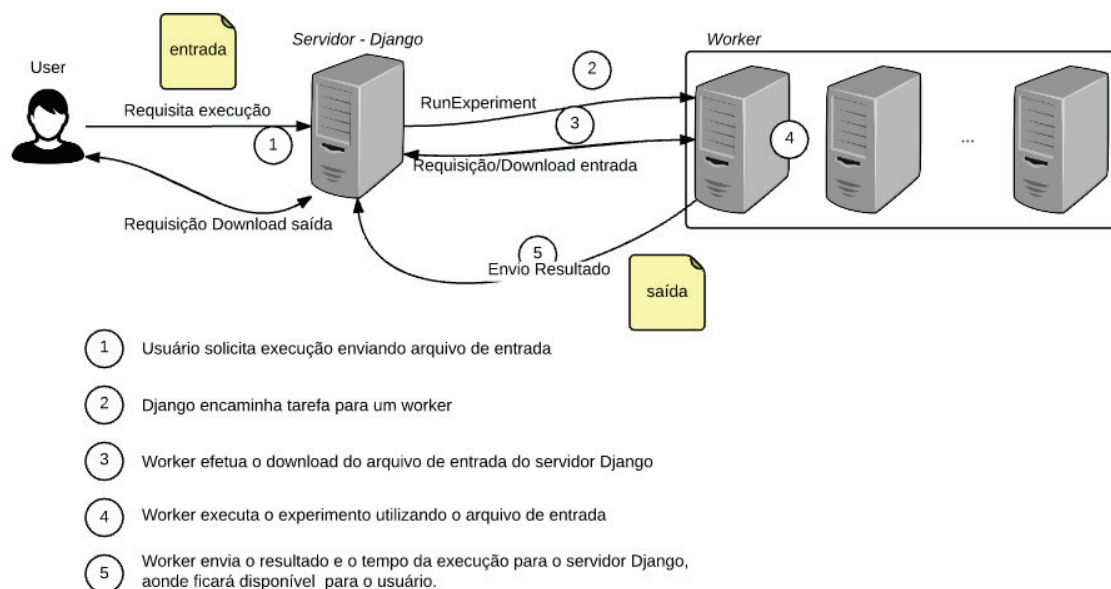 entrada
Servidor - Django
Worker
User
2
Requisita execução
RunExperiment
1
3
4
...
Requisição/Download entrada
Requisição Download saída
5
Envio Resultado
saída
1 Usuário solicita execução enviando arquivo de entrada
2 Django encaminha tarefa para um worker
3 Worker efetua o download do arquivo de entrada do servidor Django
4 Worker executa o experimento utilizando o arquivo de entrada
5 Worker envia o resultado e o tempo da execução para o servidor Django,
aonde ficará disponível para o usuário.